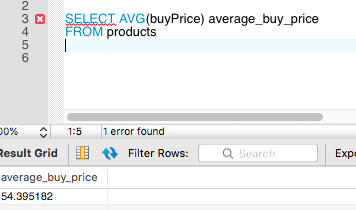 2
3
SELECT AVG(buyPrice) average_buy_price
4
FROM products
5
6
00%
1:5
1 error found
Result Grid
Filter Rows:
Search
Expo
average_buy_price
54.395182